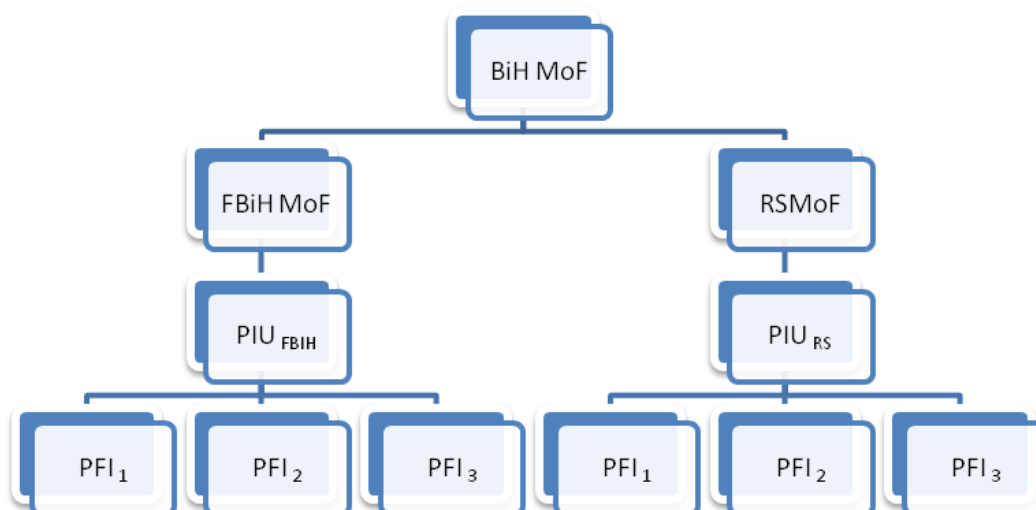 BiH MoF
FBiH MoF
RSMoF
PIU FBIH
PIU RS
PFI 1
PFI 2
PFI 3
PFI 1
PFI 2
PFI 3